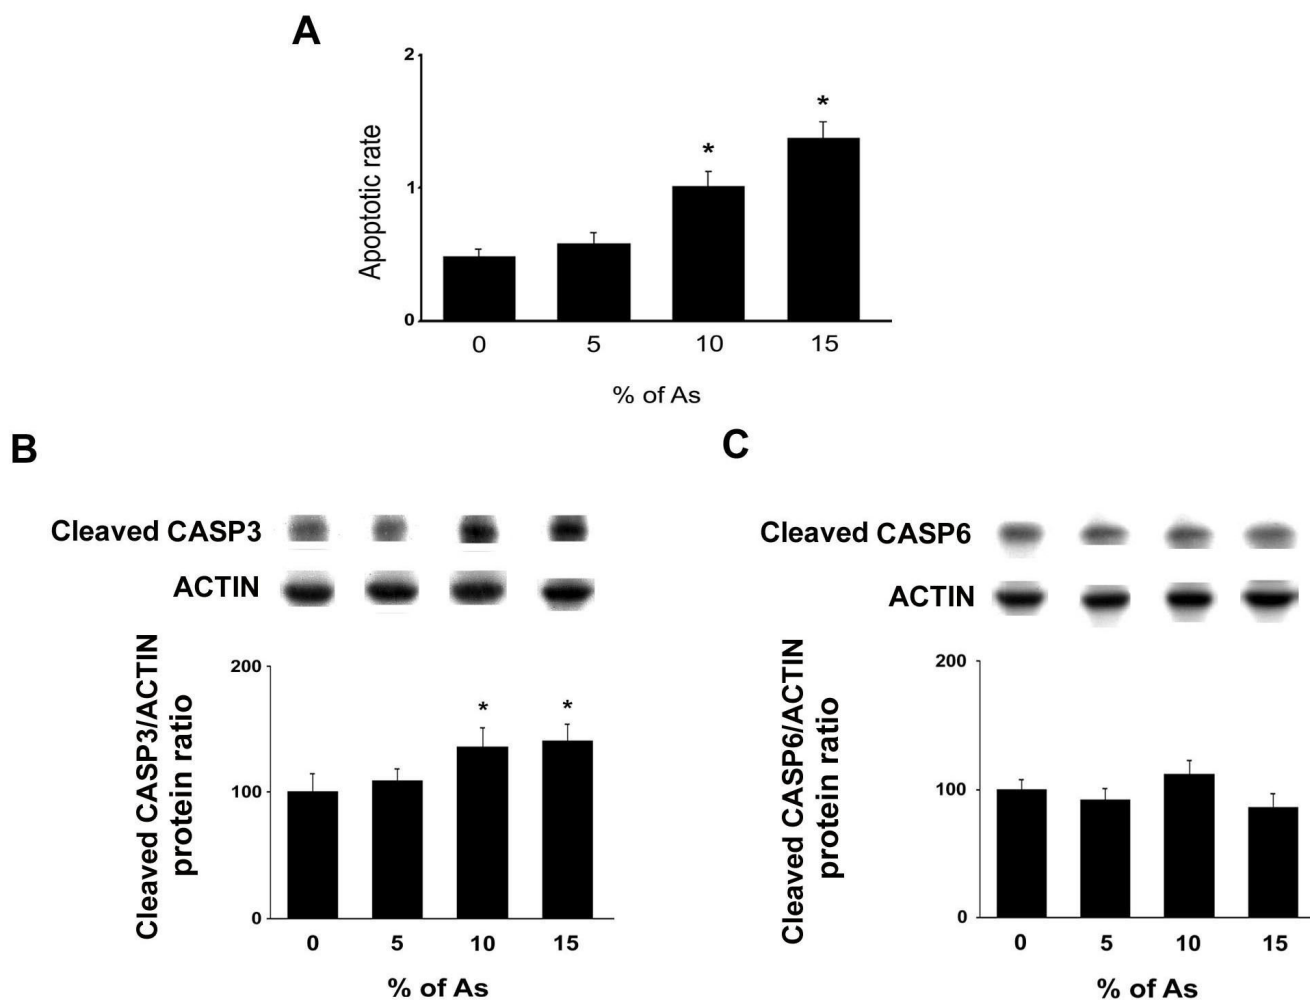 A
2
1
0
Apoptotic rate
*
*
0 5 10 15
% of As
B
Cleaved CASP3
ACTIN
200
100
0
Cleaved CASP3/ACTIN
protein ratio
*
*
0 5 10 15
% of As
C
Cleaved CASP6
ACTIN
200
100
0
Cleaved CASP6/ACTIN
protein ratio
0 5 10 15
% of As